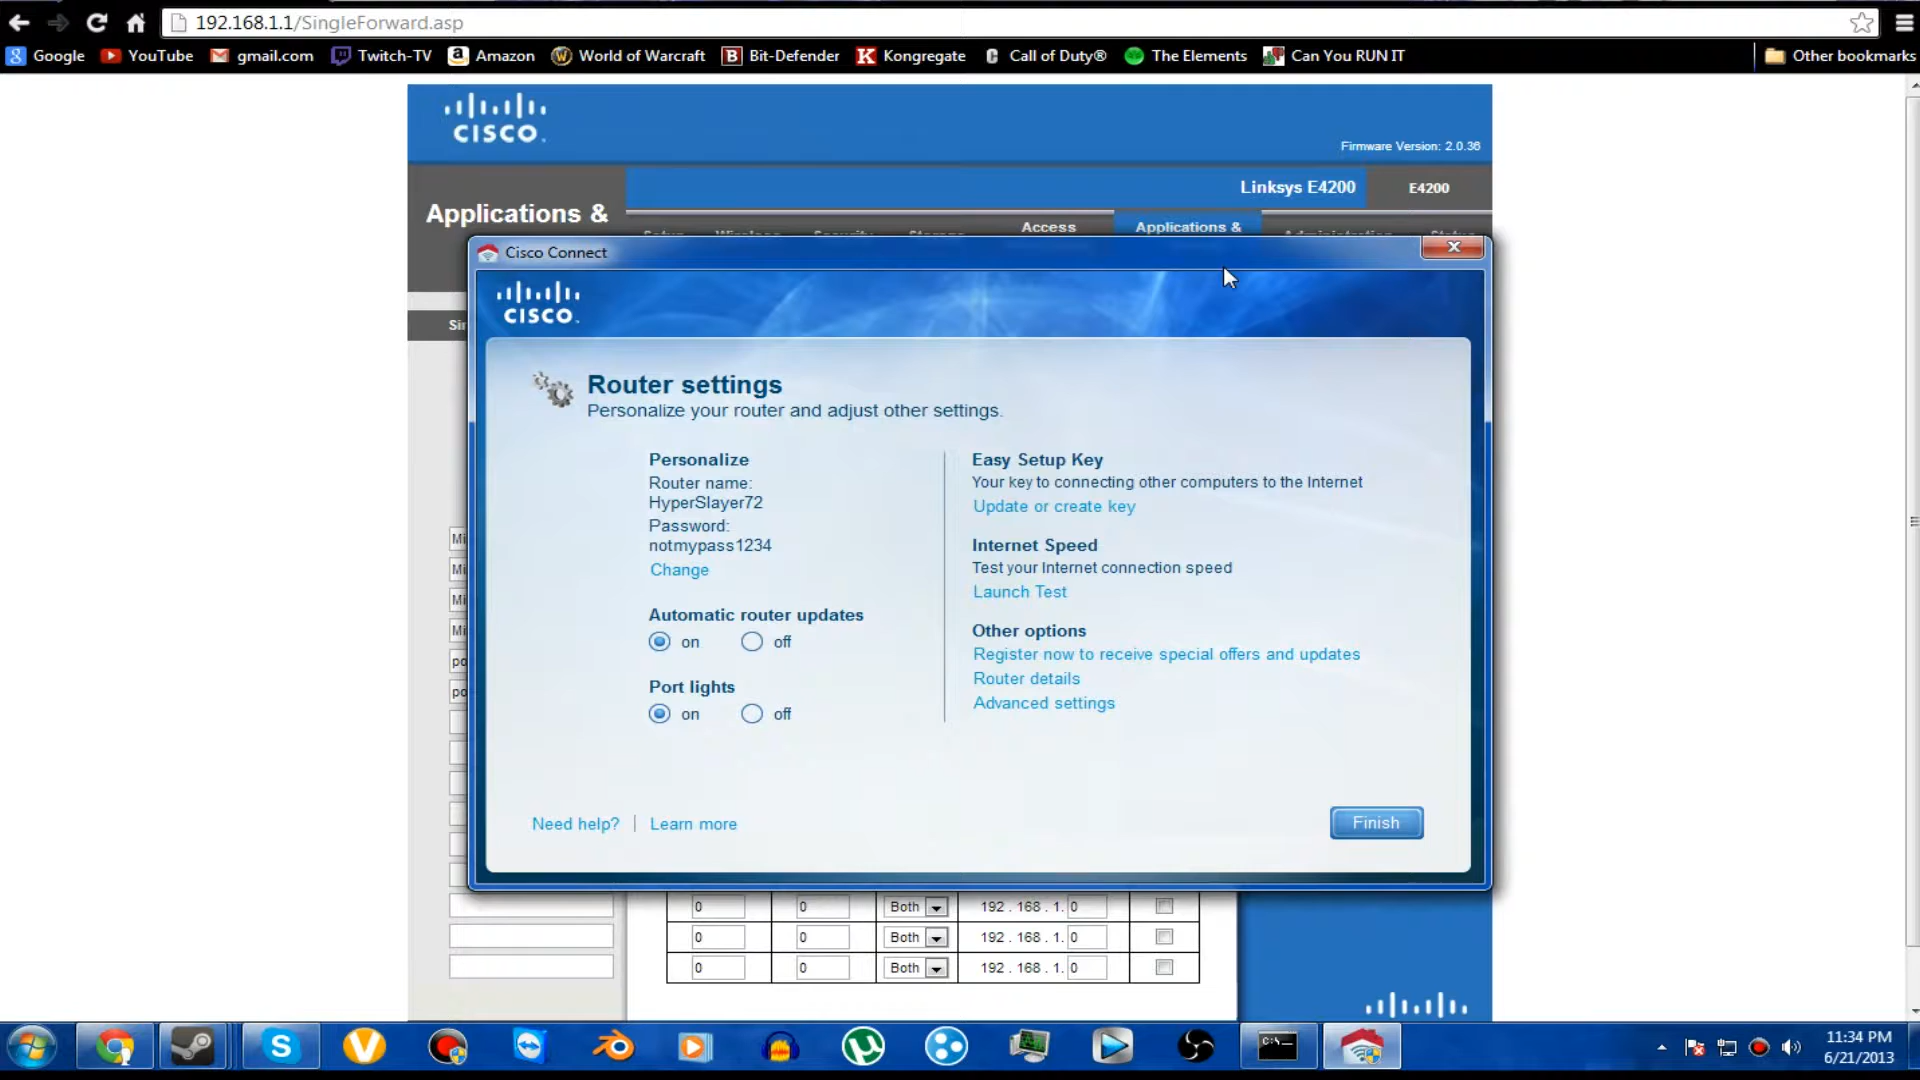 192.168.1.1/SingleForward.asp
Google YouTube gmail.com Twitch-TV Amazon World of Warcraft Bit-Defender Kongregate Call of Duty® The Elements Can You RUN IT Other bookmarks
CISCO
Firmware Version: 2.0.36
Linksys E4200 E4200
Applications &
Access Applications &
Cisco Connect
CISCO
Router settings
Personalize your router and adjust other settings.
Personalize
Router name:
HyperSlayer72
Password:
notmypass1234
Change
Automatic router updates
on off
Port lights
on off
Easy Setup Key
Your key to connecting other computers to the Internet
Update or create key
Internet Speed
Test your Internet connection speed
Launch Test
Other options
Register now to receive special offers and updates
Router details
Advanced settings
Need help? | Learn more
Finish
0 0 Both 192 . 168 . 1. 0
0 0 Both 192 . 168 . 1. 0
0 0 Both 192 . 168 . 1. 0
11:34 PM
6/21/2013